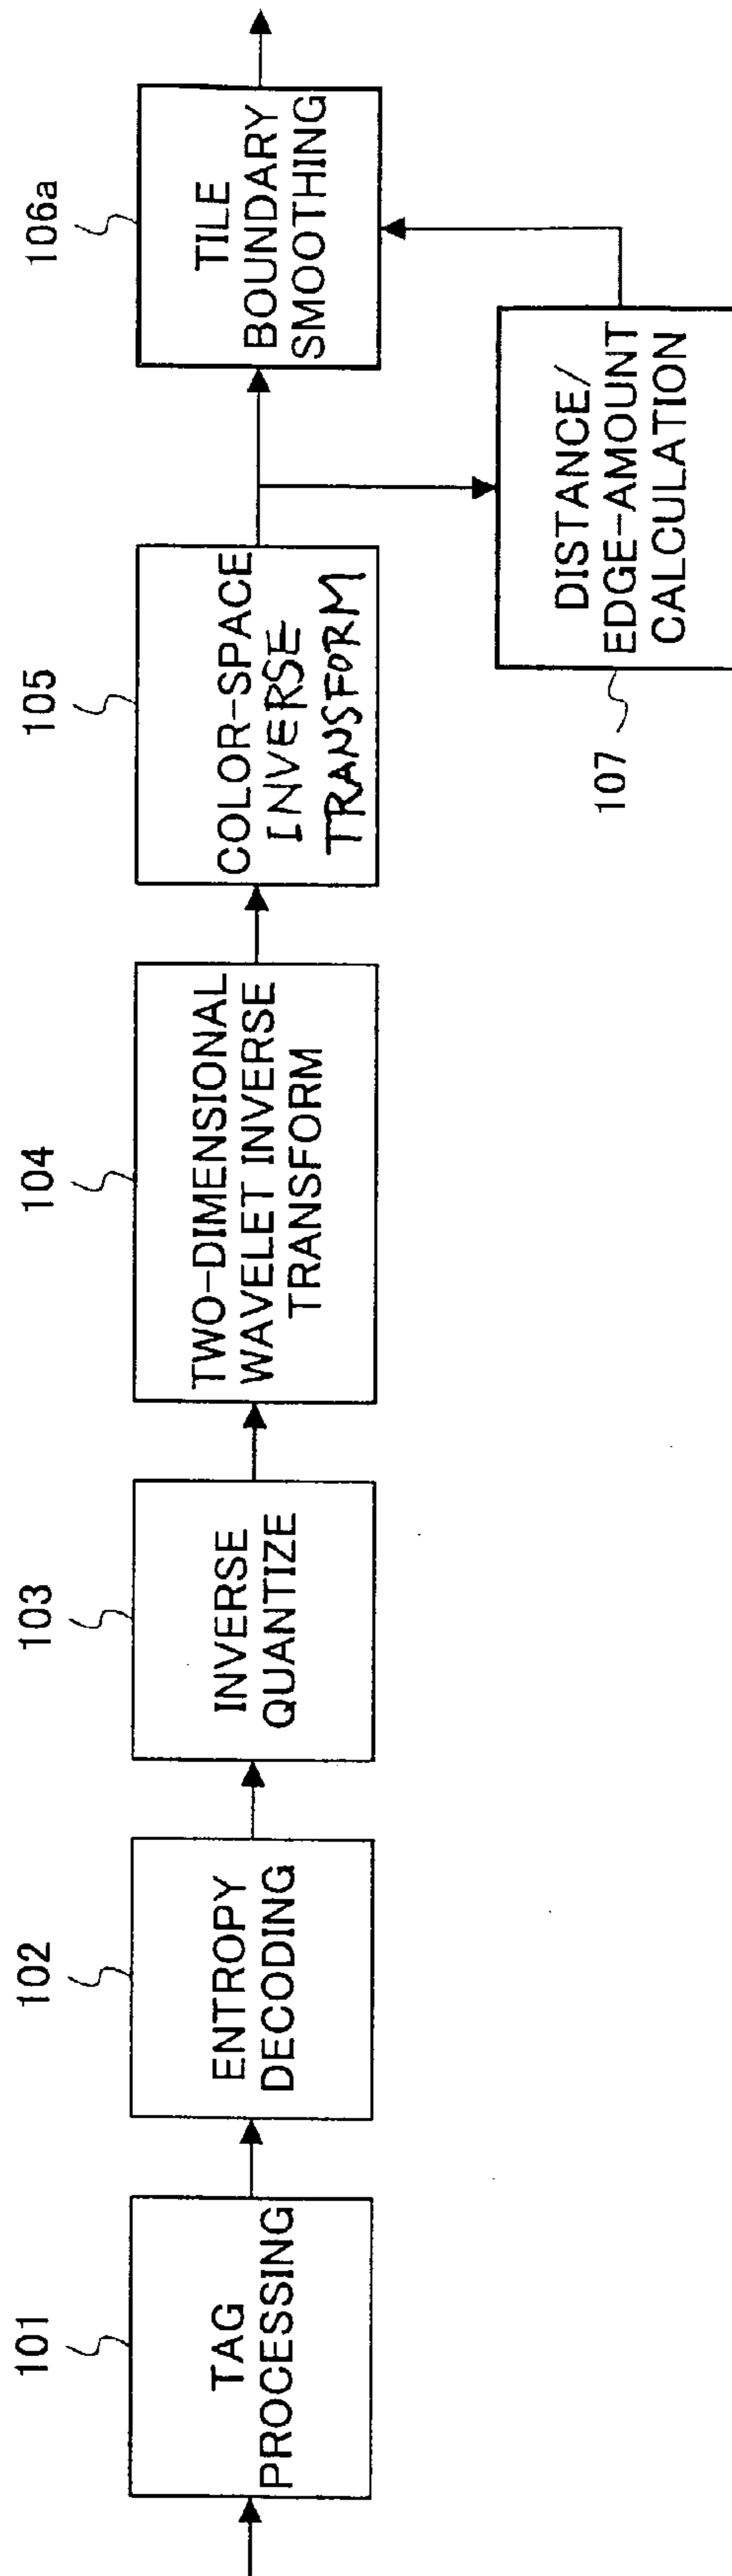 101
TAG
PROCESSING
102
ENTROPY
DECODING
103
INVERSE
QUANTIZE
104
TWO-DIMENSIONAL
WAVELET INVERSE
TRANSFORM
105
COLOR-SPACE
INVERSE
TRANSFORM
106a
TILE
BOUNDARY
SMOOTHING
107
DISTANCE/
EDGE-AMOUNT
CALCULATION